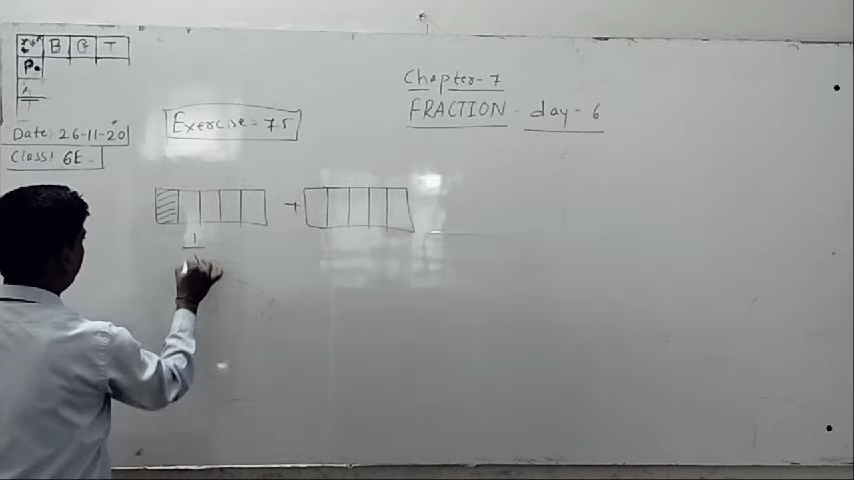 B G T
P.
A
T
Date: 26-11-20
Class: 6E -
Exercise = 7.5
Chapter-7
FRACTION - day - 6
+
1